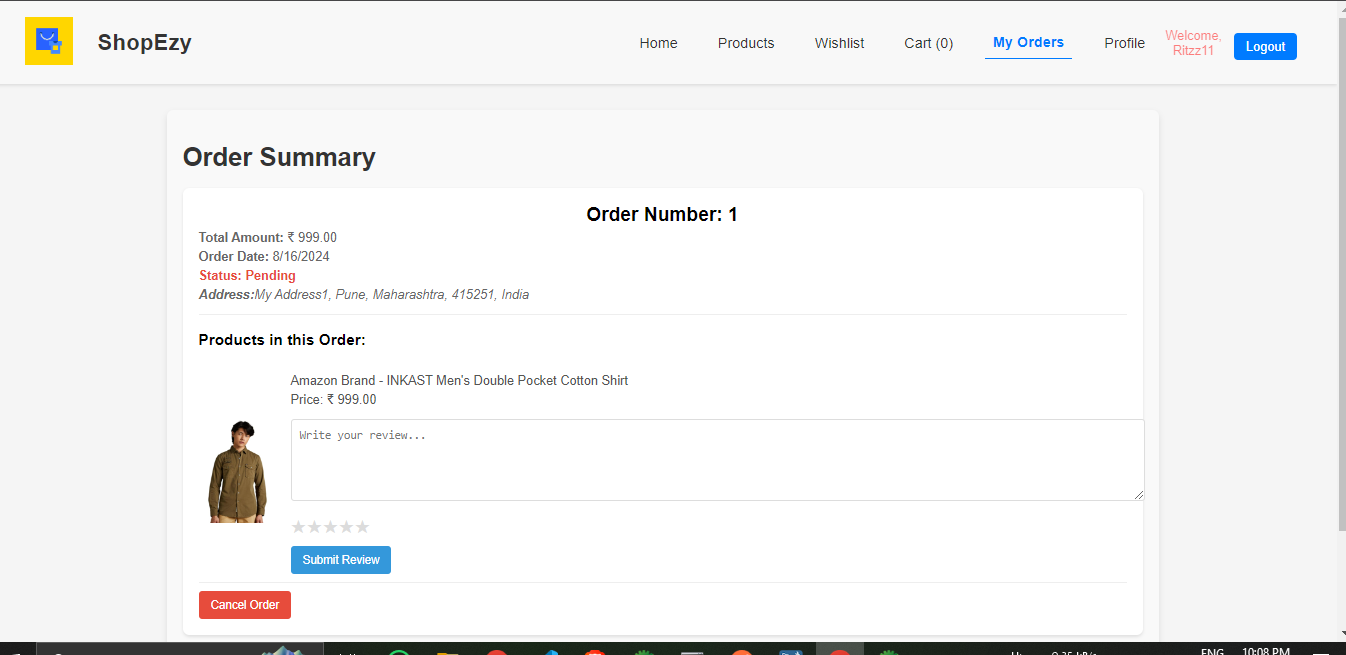 ShopEzy
Home
Products
Wishlist
Cart (0)
My Orders
Profile
Welcome,
Ritzz11
Logout
Order Summary
Order Number: 1
Total Amount: ₹ 999.00
Order Date: 8/16/2024
Status: Pending
Address:My Address1, Pune, Maharashtra, 415251, India
Products in this Order:
Amazon Brand - INKAST Men's Double Pocket Cotton Shirt
Price: ₹ 999.00
Write your review...
★★★★★
Submit Review
Cancel Order
ENG
10:08 PM